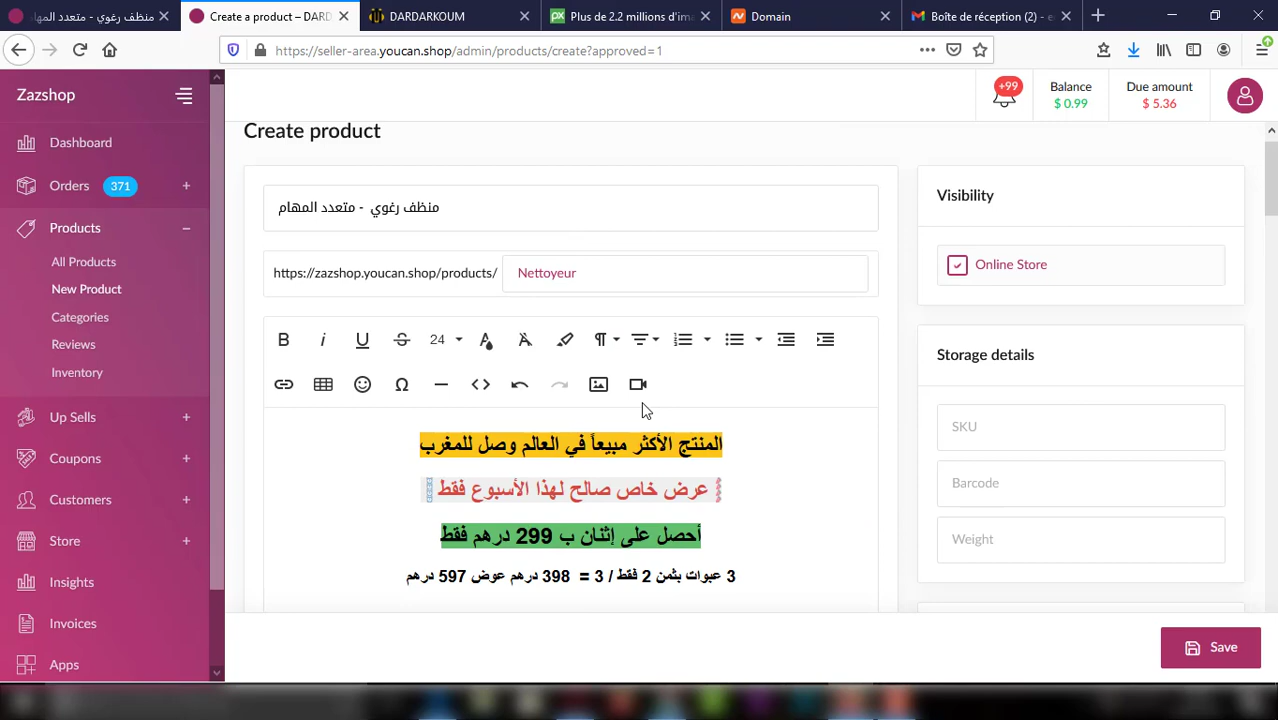 منظف رغوي - متعدد المهام
Create a product – DARD
DARDARKOUM
Plus de 2.2 millions d'ima
Domain
Boîte de réception (2) - e
https://seller-area.youcan.shop/admin/products/create?approved=1
Zazshop
+99
Balance
$ 0.99
Due amount
$ 5.36
Dashboard
Orders 371 +
Products −
All Products
New Product
Categories
Reviews
Inventory
Up Sells +
Coupons +
Customers +
Store +
Insights
Invoices
Apps
Create product
منظف رغوي - متعدد المهام
https://zazshop.youcan.shop/products/ Nettoyeur
24
المنتج الأكثر مبيعاً في العالم وصل للمغرب
عرض خاص صالح لهذا الأسبوع فقط
أحصل على إثنان ب 299 درهم فقط
3 عبوات بثمن 2 فقط / 3 = 398 درهم عوض 597 درهم
Visibility
Online Store
Storage details
SKU
Barcode
Weight
Save